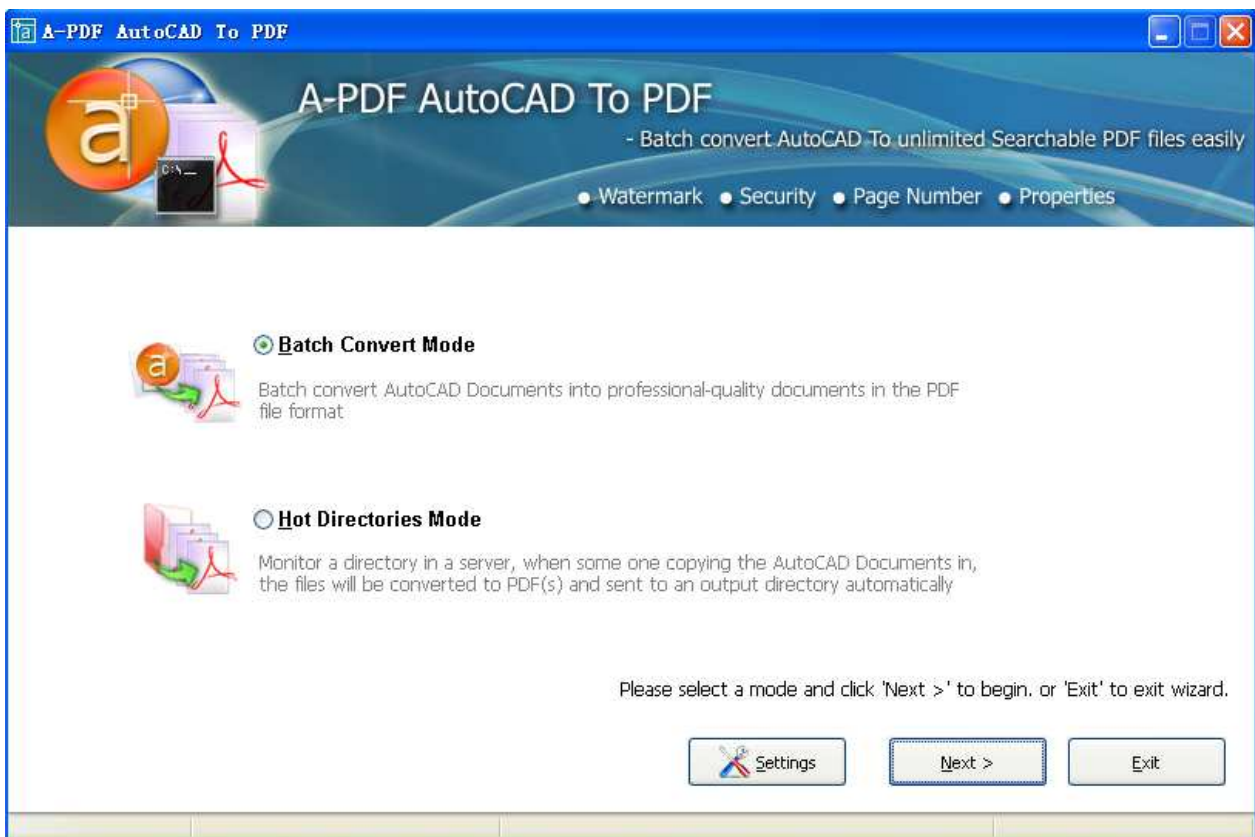 A-PDF AutoCAD To PDF
A-PDF AutoCAD To PDF
- Batch convert AutoCAD To unlimited Searchable PDF files easily
● Watermark ● Security ● Page Number ● Properties
a
C:\_
Batch Convert Mode
a
Batch convert AutoCAD Documents into professional-quality documents in the PDF
file format
Hot Directories Mode
Monitor a directory in a server, when some one copying the AutoCAD Documents in,
the files will be converted to PDF(s) and sent to an output directory automatically
Please select a mode and click 'Next >' to begin. or 'Exit' to exit wizard.
Settings
Next >
Exit